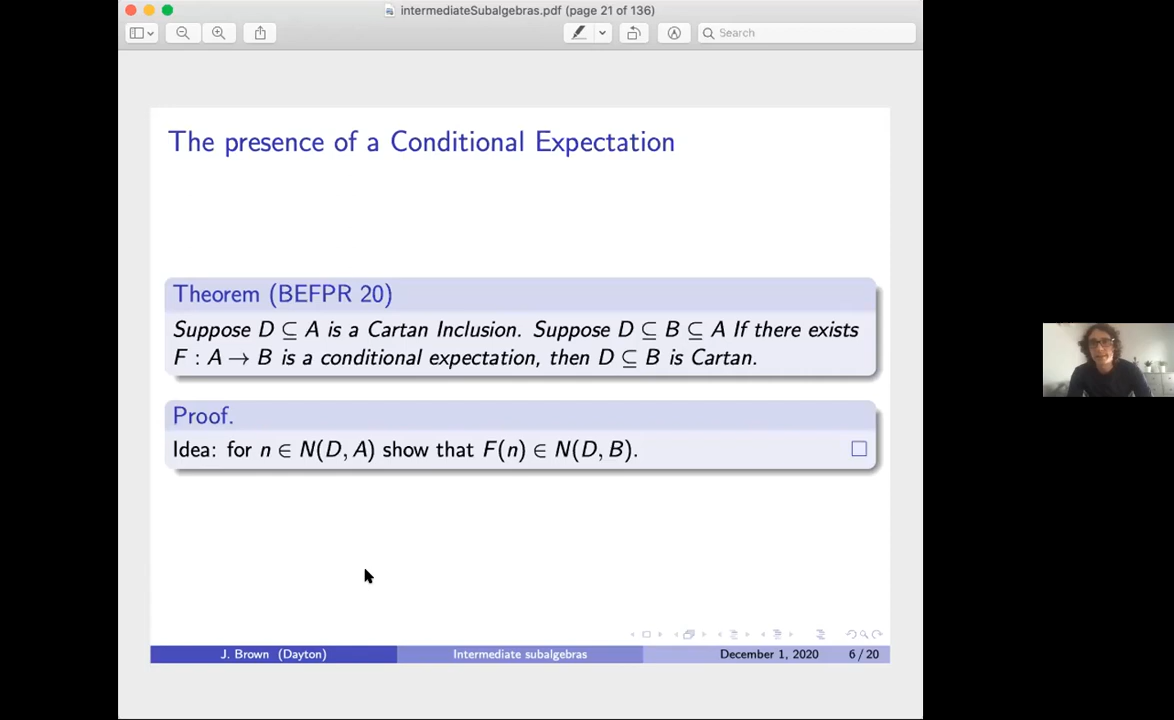 intermediateSubalgebras.pdf (page 21 of 136)
Search
The presence of a Conditional Expectation
Theorem (BEFPR 20)
Suppose D ⊆ A is a Cartan Inclusion. Suppose D ⊆ B ⊆ A If there exists
F : A → B is a conditional expectation, then D ⊆ B is Cartan.
Proof.
Idea: for n ∈ N(D, A) show that F(n) ∈ N(D, B).
J. Brown (Dayton)
Intermediate subalgebras
December 1, 2020
6 / 20